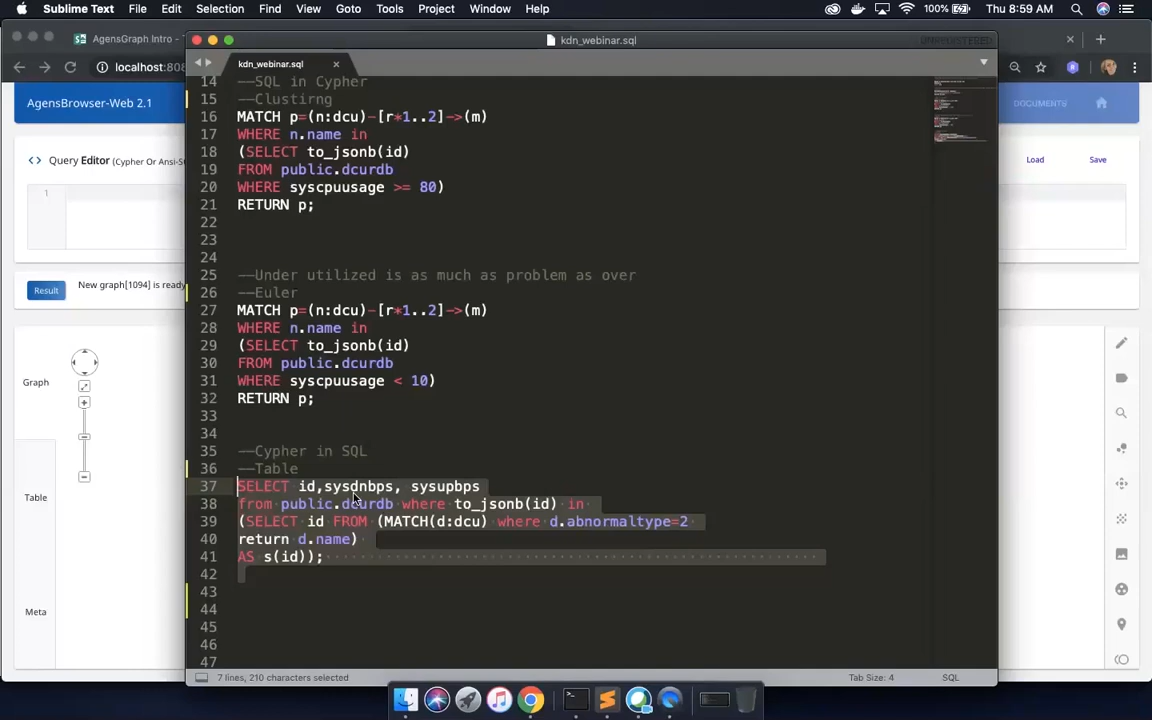 Sublime Text File Edit Selection Find View Goto Tools Project Window Help 100% Thu 8:59 AM
AgensGraph Intro -
kdn_webinar.sql
UNREGISTERED
kdn_webinar.sql
localhost:808
AgensBrowser-Web 2.1
DOCUMENTS
Query Editor (Cypher Or Ansi-S
Load Save
1
Result
New graph[1094] is ready
Graph
Table
Meta
14 --SQL in Cypher
15 --Clustirng
16 MATCH p=(n:dcu)-[r*1..2]->(m)
17 WHERE n.name in
18 (SELECT to_jsonb(id)
19 FROM public.dcurdb
20 WHERE syscpuusage >= 80)
21 RETURN p;
22
23
24
25 --Under utilized is as much as problem as over
26 --Euler
27 MATCH p=(n:dcu)-[r*1..2]->(m)
28 WHERE n.name in
29 (SELECT to_jsonb(id)
30 FROM public.dcurdb
31 WHERE syscpuusage < 10)
32 RETURN p;
33
34
35 --Cypher in SQL
36 --Table
37 SELECT id,sysdnbps, sysupbps
38 from public.dcurdb where to_jsonb(id) in
39 (SELECT id FROM (MATCH(d:dcu) where d.abnormaltype=2
40 return d.name)
41 AS s(id));
42
43
44
45
46
47
7 lines, 210 characters selected
Tab Size: 4
SQL